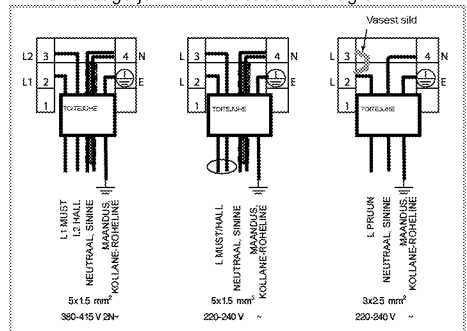 Vasest sild
L2 3 4 N
L1 2 E
1
TOITEJUHE
L1 MUST
L2 HALL
NEUTRAAL, SININE
MAANDUS,
KOLLANE-ROHELINE
5x1.5 mm²
380-415 V 2N~
3 4 N
L 2 E
1
TOITEJUHE
L MUST/HALL
NEUTRAAL, SININE
MAANDUS,
KOLLANE-ROHELINE
5x1.5 mm²
220-240 V ~
L 3 4 N
L 2 E
1
TOITEJUHE
L PRUUN
NEUTRAAL, SININE
MAANDUS,
KOLLANE-ROHELINE
3x2.5 mm²
220-240 V ~